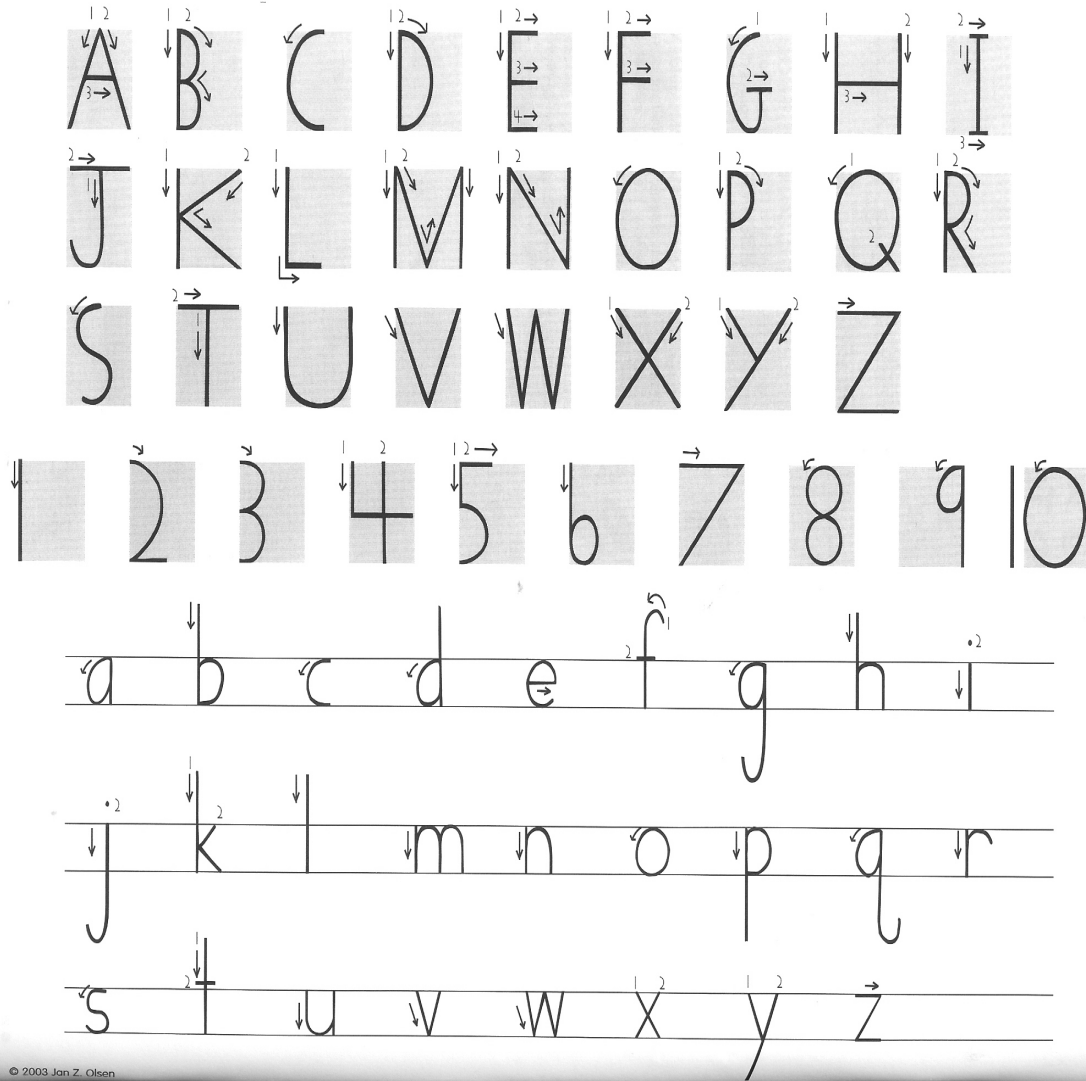 A B C D E F G H I
J K L M N O P Q R
S T U V W X Y Z
1 2 3 4 5 6 7 8 9 10
a b c d e f g h i
j k l m n o p q r
s t u v w x y z
© 2003 Jan Z. Olsen